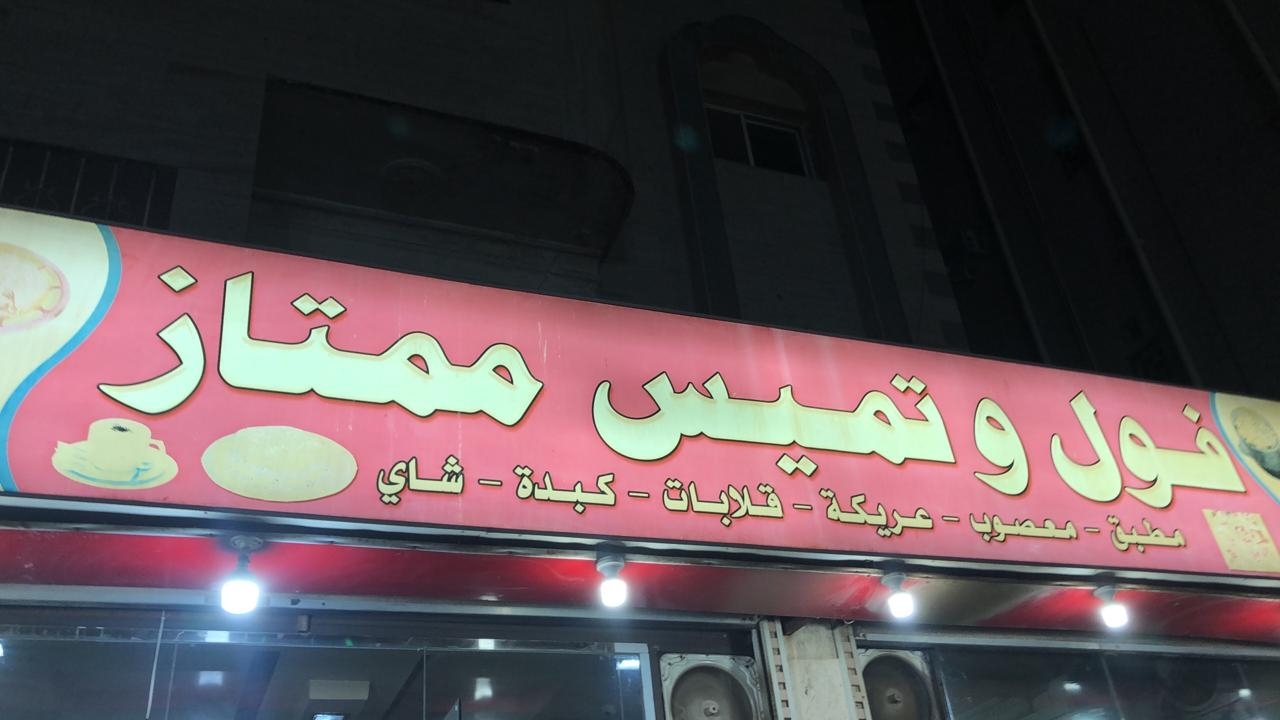 فول و تميس ممتاز
مطبق - معصوب - عريكة - قلابات - كبدة - شاي